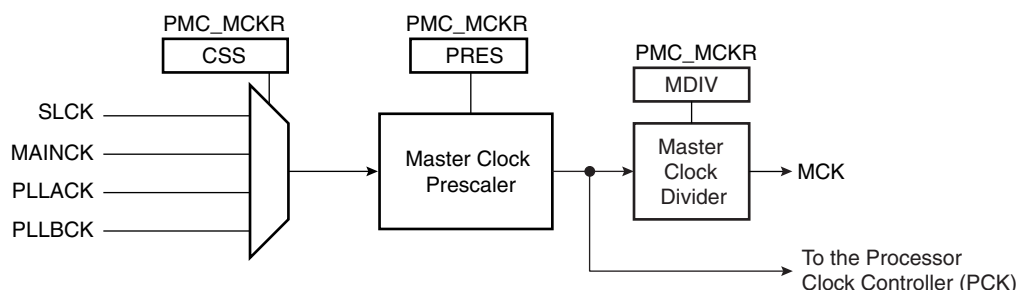 PMC_MCKR
CSS
PMC_MCKR
PRES
PMC_MCKR
MDIV
SLCK
MAINCK
PLLACK
PLLBCK
Master Clock
Prescaler
Master
Clock
Divider
MCK
To the Processor
Clock Controller (PCK)